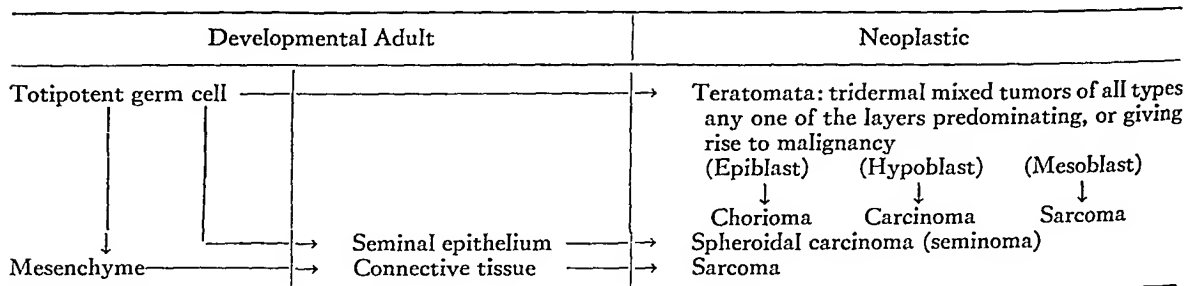 Developmental Adult Neoplastic
Totipotent germ cell → Teratomata: tridermal mixed tumors of all types
any one of the layers predominating, or giving
rise to malignancy
(Epiblast) (Hypoblast) (Mesoblast)
↓ ↓ ↓
Chorioma Carcinoma Sarcoma
→ Seminal epithelium → Spheroidal carcinoma (seminoma)
Mesenchyme → Connective tissue → Sarcoma